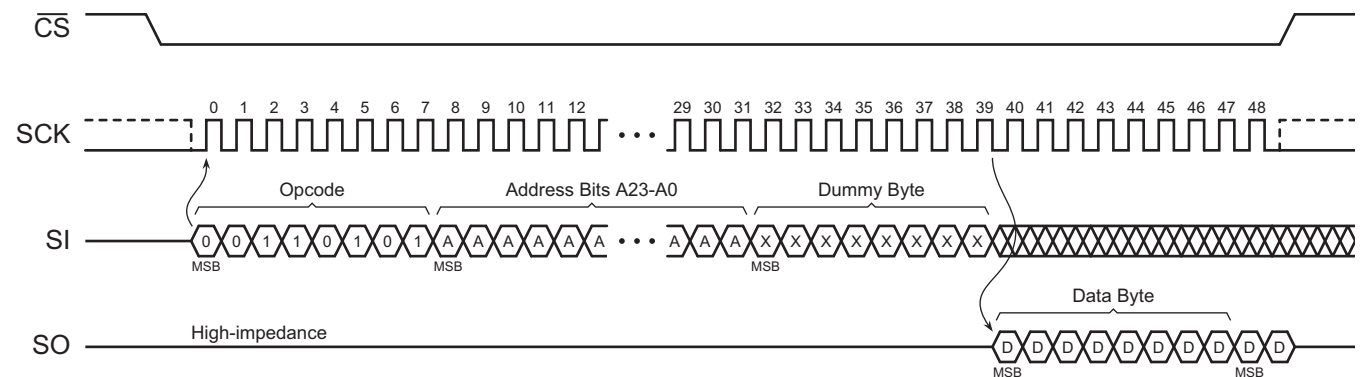 CS
0 1 2 3 4 5 6 7 8 9 10 11 12 29 30 31 32 33 34 35 36 37 38 39 40 41 42 43 44 45 46 47 48
SCK
Opcode Address Bits A23-A0 Dummy Byte
SI 0 0 1 1 0 1 0 1 A A A A A A A A A X X X X X X X X
MSB MSB MSB
Data Byte
High-impedance
SO D D D D D D D D D D
MSB MSB